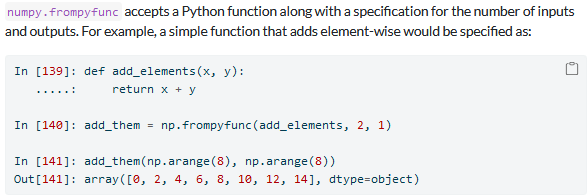 numpy.frompyfunc accepts a Python function along with a specification for the number of inputs
and outputs. For example, a simple function that adds element-wise would be specified as:
In [139]: def add_elements(x, y):
   .....:     return x + y
In [140]: add_them = np.frompyfunc(add_elements, 2, 1)
In [141]: add_them(np.arange(8), np.arange(8))
Out[141]: array([0, 2, 4, 6, 8, 10, 12, 14], dtype=object)